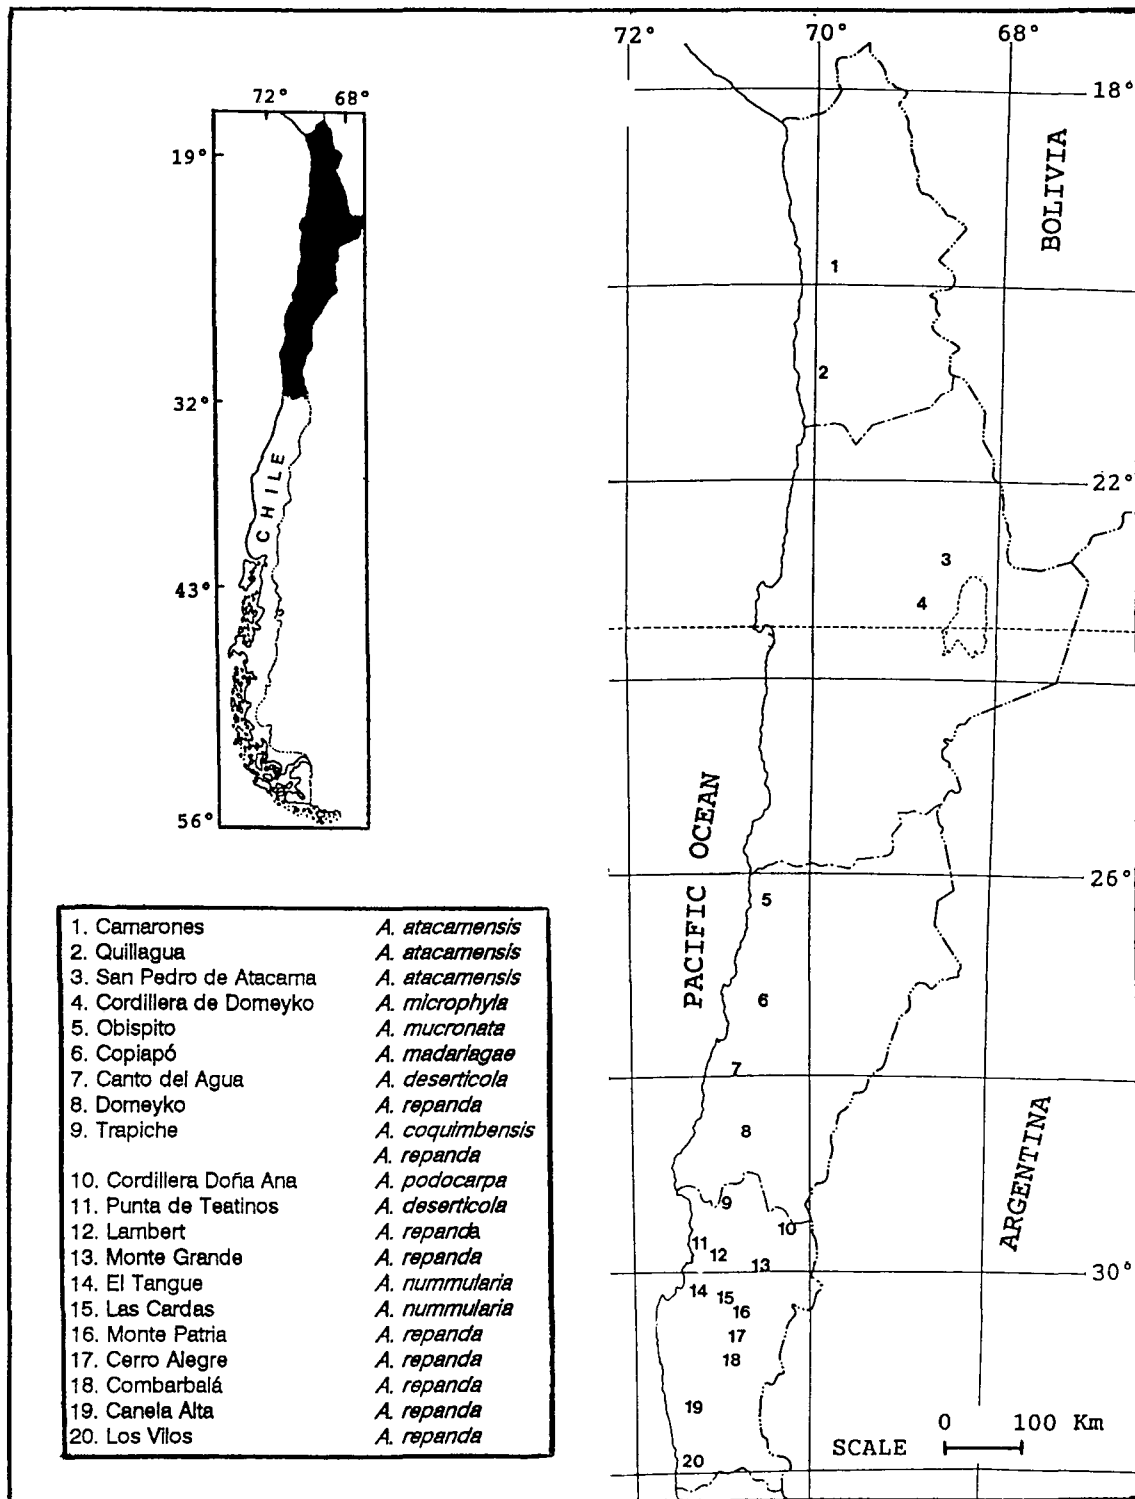 72° 70° 68°
18°
72° 68°
19°
32°
43°
56°
CHILE
BOLIVIA
1
2
22°
3
4
PACIFIC OCEAN
26°
5
6
7
8
9
10
11
12
13
30°
14
15
16
17
18
19
20
ARGENTINA
0 100 Km
SCALE
1. Camarones A. atacamensis
2. Quillagua A. atacamensis
3. San Pedro de Atacama A. atacamensis
4. Cordillera de Domeyko A. microphyla
5. Obispito A. mucronata
6. Copiapó A. madariagae
7. Canto del Agua A. deserticola
8. Domeyko A. repanda
9. Trapiche A. coquimbensis
A. repanda
10. Cordillera Doña Ana A. podocarpa
11. Punta de Teatinos A. deserticola
12. Lambert A. repanda
13. Monte Grande A. repanda
14. El Tangue A. nummularia
15. Las Cardas A. nummularia
16. Monte Patria A. repanda
17. Cerro Alegre A. repanda
18. Combarbalá A. repanda
19. Canela Alta A. repanda
20. Los Vilos A. repanda